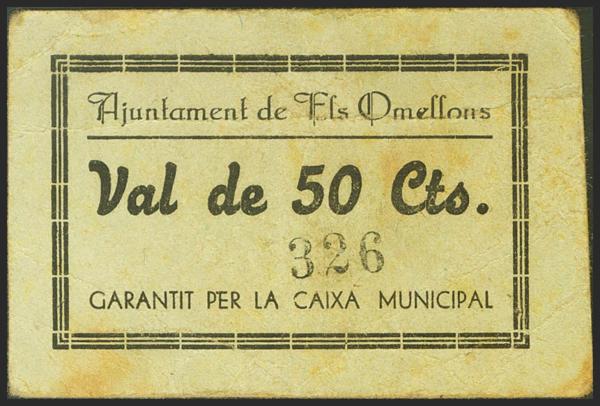 Ajuntament de Els Omellons
Val de 50 Cts.
326
GARANTIT PER LA CAIXA MUNICIPAL